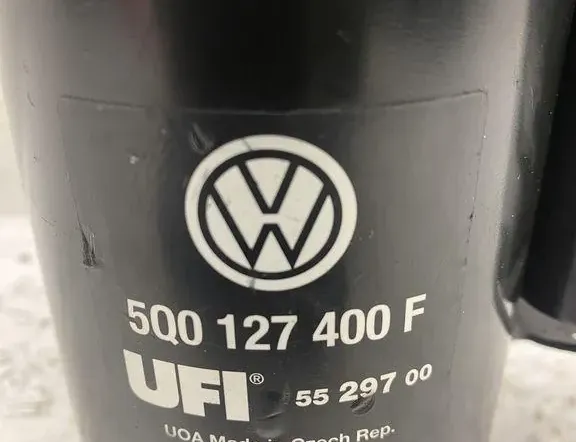 5Q0 127 400 F
UFI® 55 297 00
UOA Made in Czech Rep.